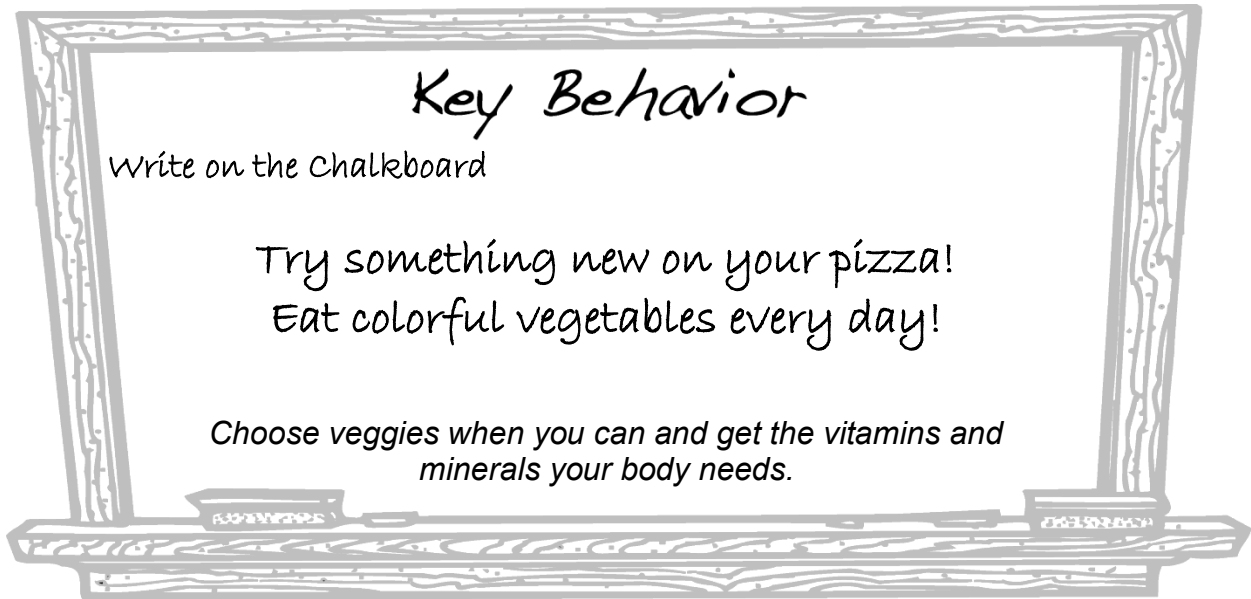 Key Behavior
Write on the Chalkboard
Try something new on your pizza!
Eat colorful vegetables every day!
Choose veggies when you can and get the vitamins and
minerals your body needs.